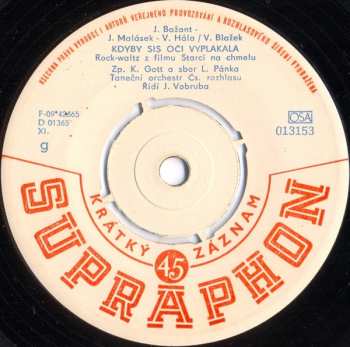 VŠECHNA PRÁVA VÝROBCE I AUTORŮ VEŘEJNÉHO PROVOZOVÁNÍ A ROZHLASOVÉHO ŠÍŘENÍ VYHRAZENA
J. Bažant -
J. Malásek - V. Hála / V. Blažek
KDYBY SIS OČI VYPLAKALA
Rock-waltz z filmu Starci na chmelu
Zp. K. Gott a sbor L. Pánka
Taneční orchestr Čs. rozhlasu
Řídí J. Vobruba
F-09*42565
D 01365
XI.
g
OSA
013153
KRÁTKÝ 45 ZÁZNAM
SUPRAPHON